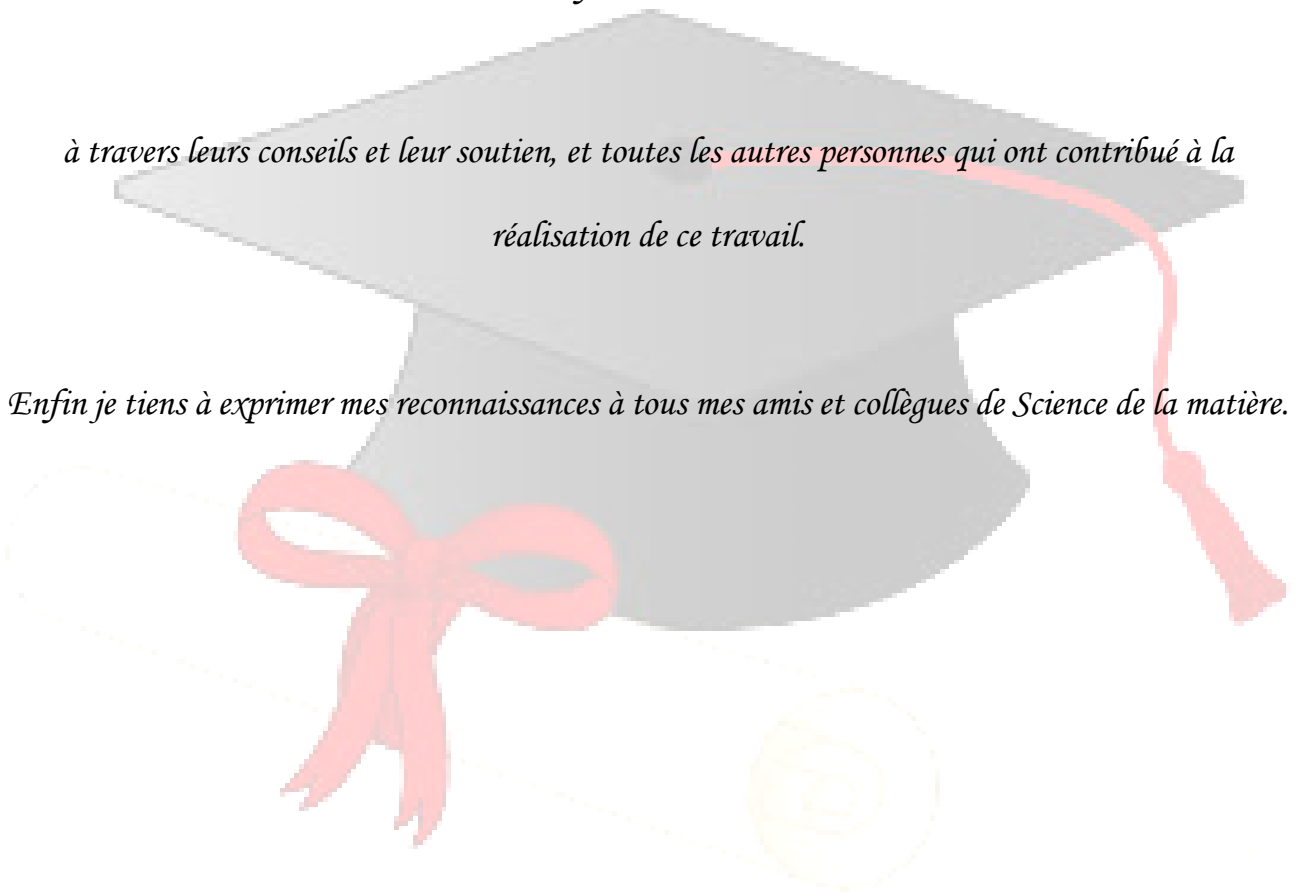 à travers leurs conseils et leur soutien, et toutes les autres personnes qui ont contribué à la
réalisation de ce travail.
Enfin je tiens à exprimer mes reconnaissances à tous mes amis et collègues de Science de la matière.